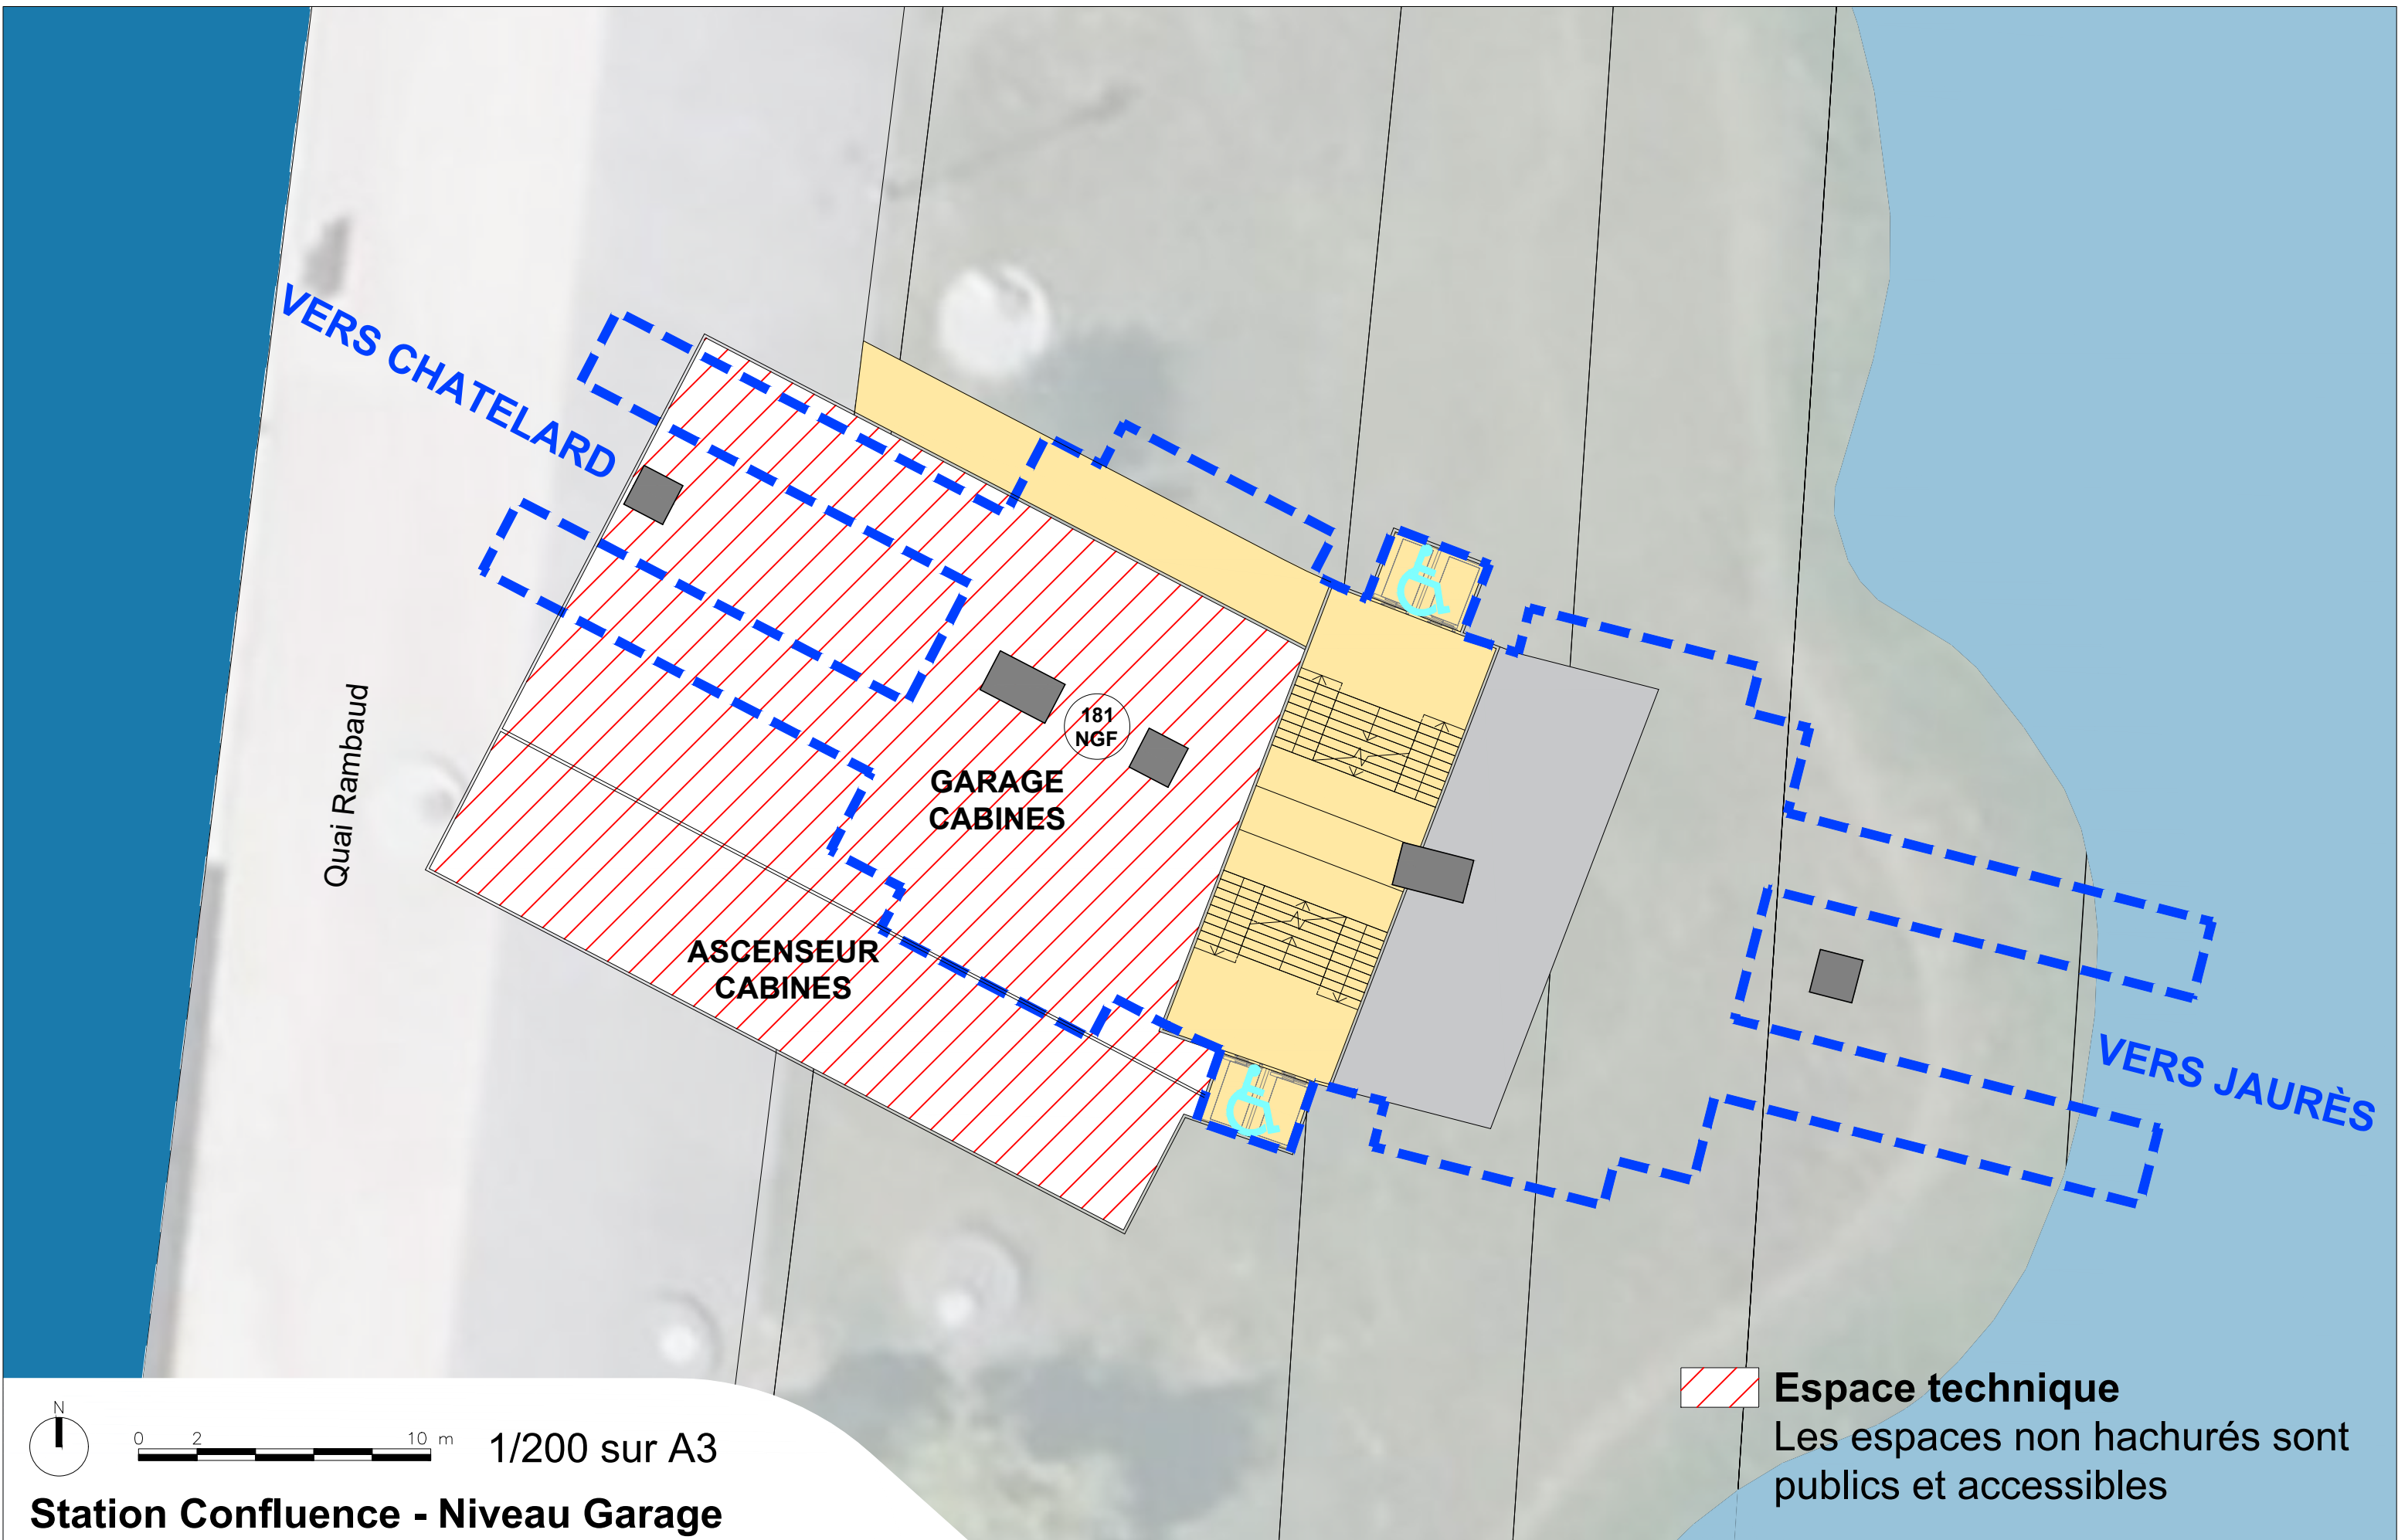 VERS CHATELARD
Quai Rambaud
181
NGF
GARAGE
CABINES
ASCENSEUR
CABINES
VERS JAURÈS
Espace technique
Les espaces non hachurés sont
publics et accessibles
N
0 2 10 m
1/200 sur A3
Station Confluence - Niveau Garage